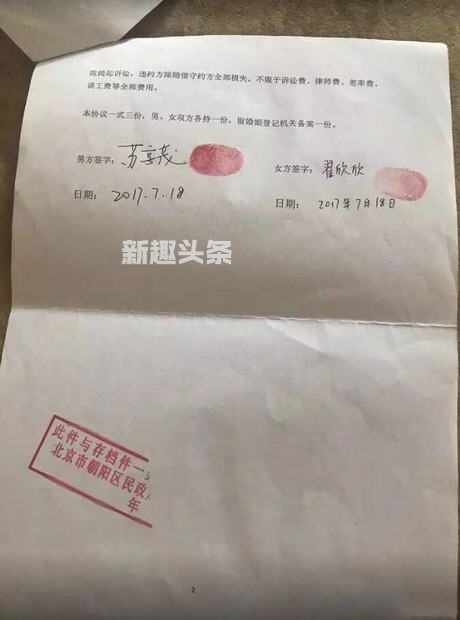 院提起诉讼，违约方除赔偿守约方全部损失，不限于诉讼费、律师费、差率费、
误工费等全部费用。
本协议一式三份，男、女双方各持一份，留婚姻登记机关备案一份。
男方签字：苏享茂
女方签字：翟欣欣
日期：2017.7.18
日期：2017年7月18日
新趣头条
此件与存档件一
北京市朝阳区民政
年
2